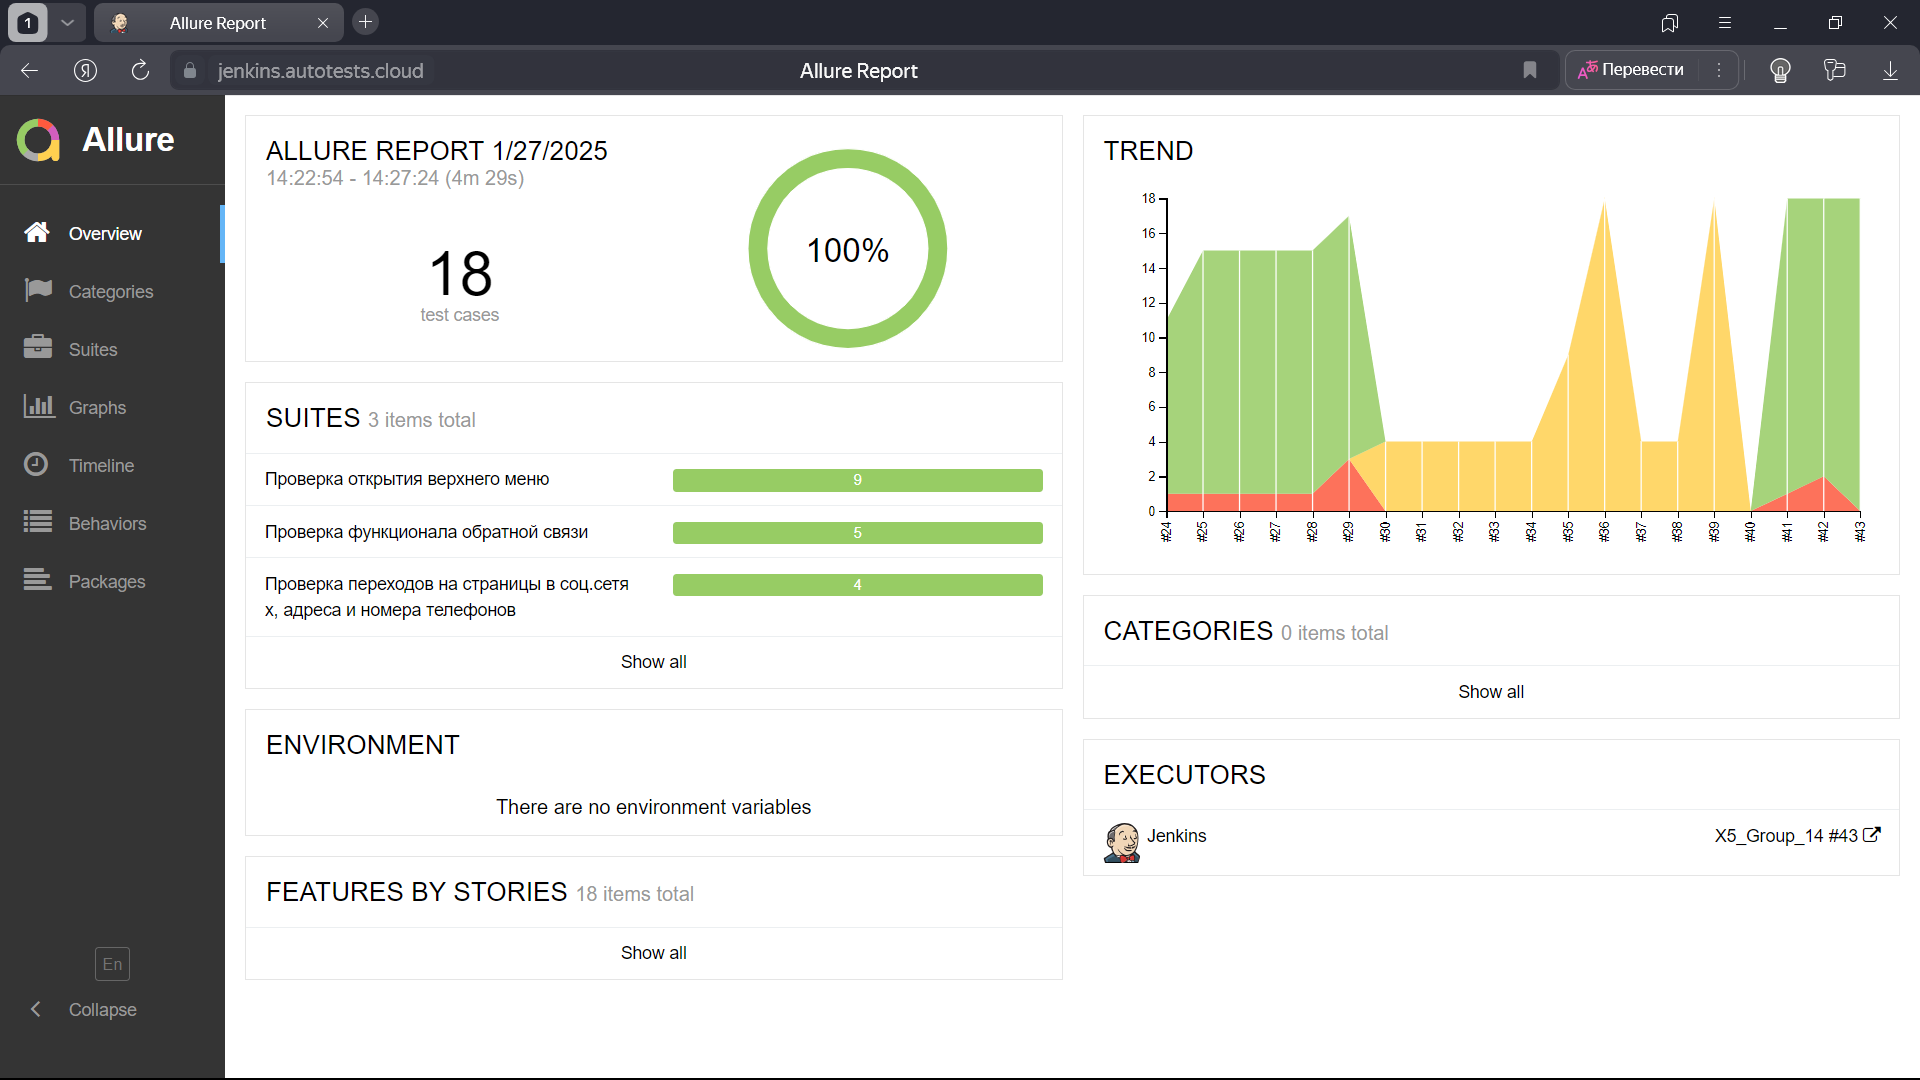 1
Allure Report
jenkins.autotests.cloud
Allure Report
Перевести
Allure
Overview
Categories
Suites
Graphs
Timeline
Behaviors
Packages
En
Collapse
ALLURE REPORT 1/27/2025
14:22:54 - 14:27:24 (4m 29s)
18
test cases
100%
SUITES 3 items total
Проверка открытия верхнего меню 9
Проверка функционала обратной связи 5
Проверка переходов на страницы в соц.сетя 4
х, адреса и номера телефонов
Show all
ENVIRONMENT
There are no environment variables
FEATURES BY STORIES 18 items total
Show all
TREND
18
16
14
12
10
8
6
4
2
0
#24 #25 #26 #27 #28 #29 #30 #31 #32 #33 #34 #35 #36 #37 #38 #39 #40 #41 #42 #43
CATEGORIES 0 items total
Show all
EXECUTORS
Jenkins X5_Group_14 #43